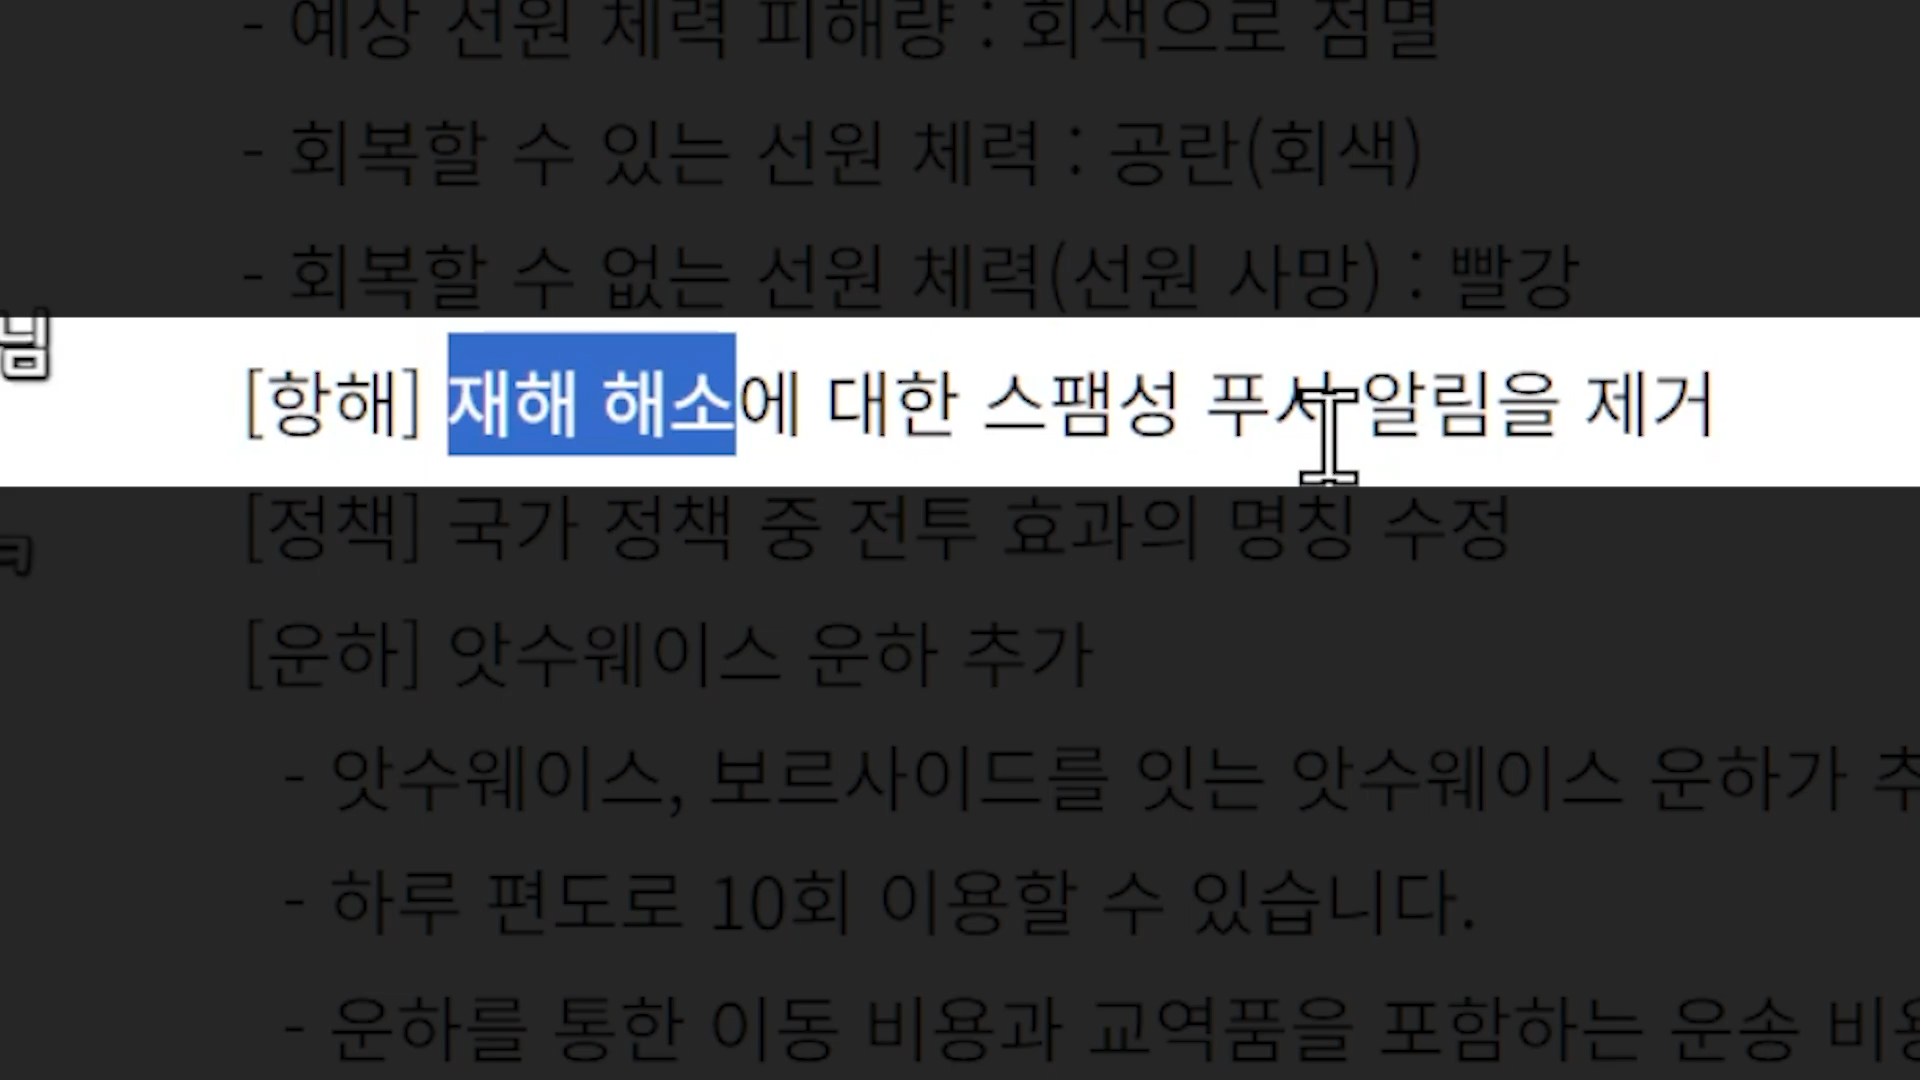 - 예상 선원 체력 피해량 : 회색으로 점멸
- 회복할 수 있는 선원 체력 : 공란(회색)
- 회복할 수 없는 선원 체력(선원 사망) : 빨강
님
[항해] 재해 해소에 대한 스팸성 푸시 알림을 제거
[정책] 국가 정책 중 전투 효과의 명칭 수정
[운하] 앗수웨이스 운하 추가
- 앗수웨이스, 보르사이드를 잇는 앗수웨이스 운하가
- 하루 편도로 10회 이용할 수 있습니다.
- 운하를 통한 이동 비용과 교역품을 포함하는 운송